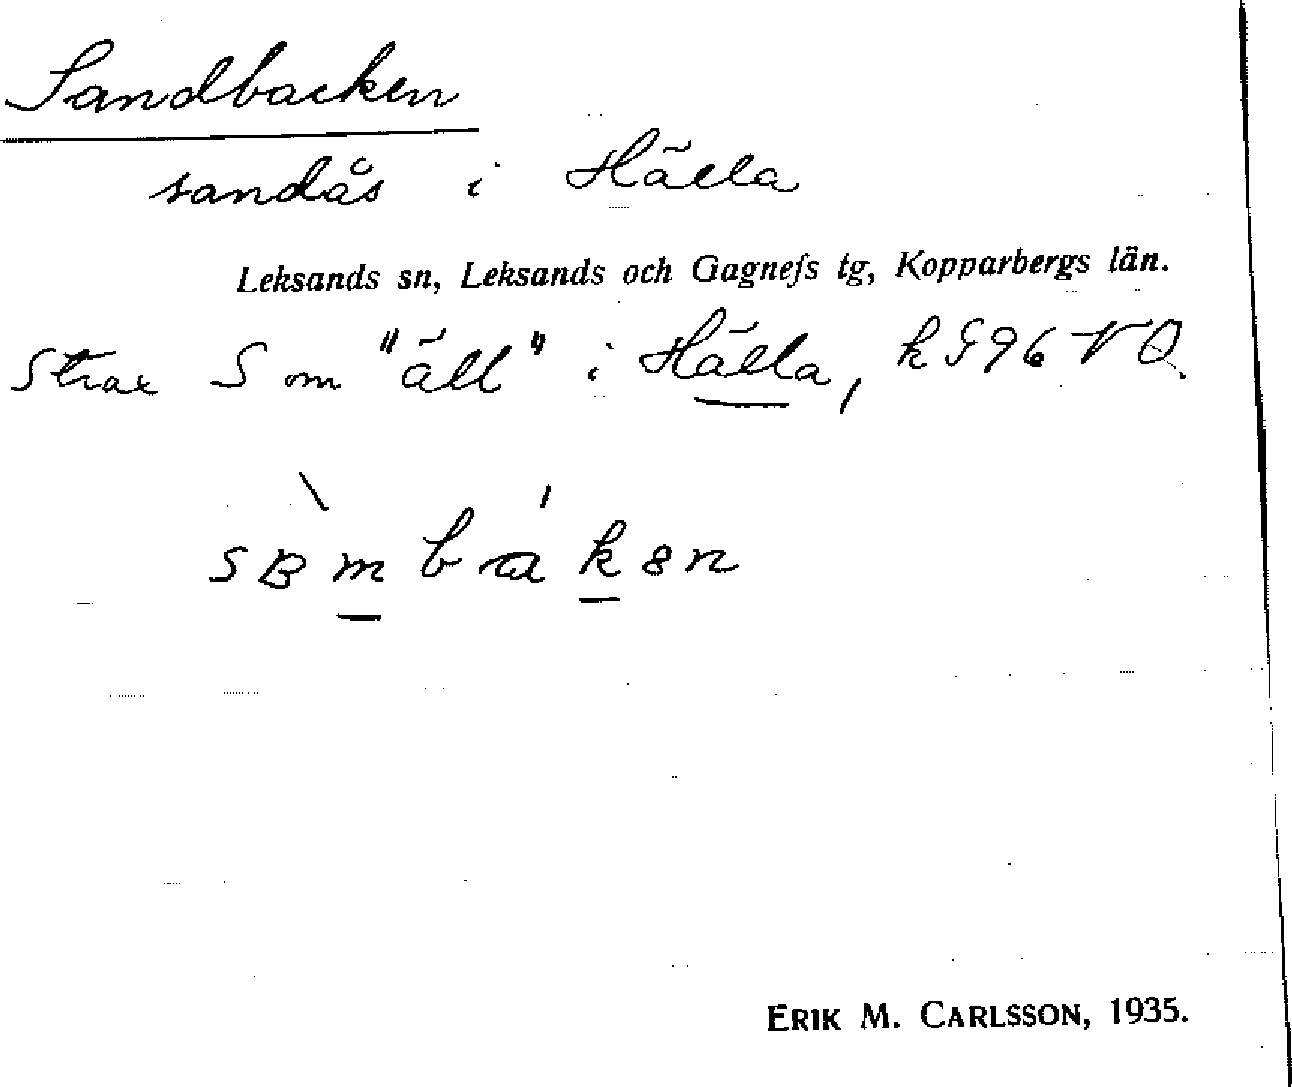 Sandbacken
sandås i Hälla
Leksands sn, Leksands och Gagnefs tg, Kopparbergs län.
Strax S om "äll" i Hälla, k 996 NO.
ERIK M. CARLSSON, 1935.